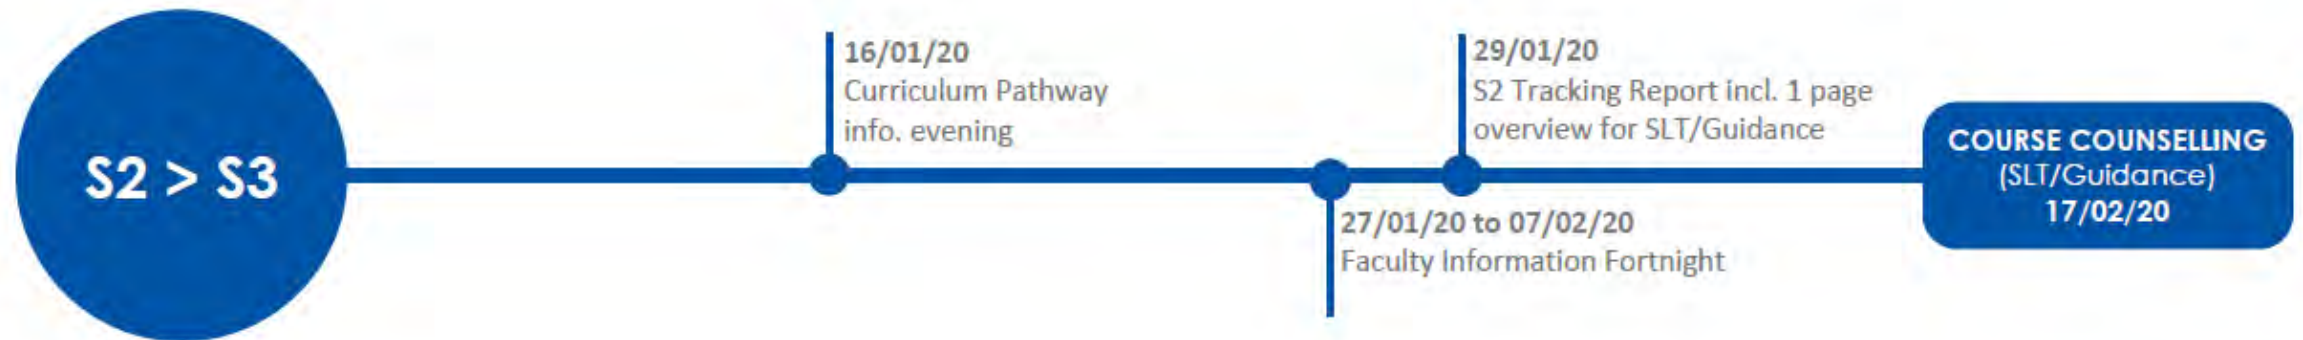 S2 > S3
16/01/20
Curriculum Pathway
info. evening
27/01/20 to 07/02/20
Faculty Information Fortnight
29/01/20
S2 Tracking Report incl. 1 page
overview for SLT/Guidance
COURSE COUNSELLING
(SLT/Guidance)
17/02/20